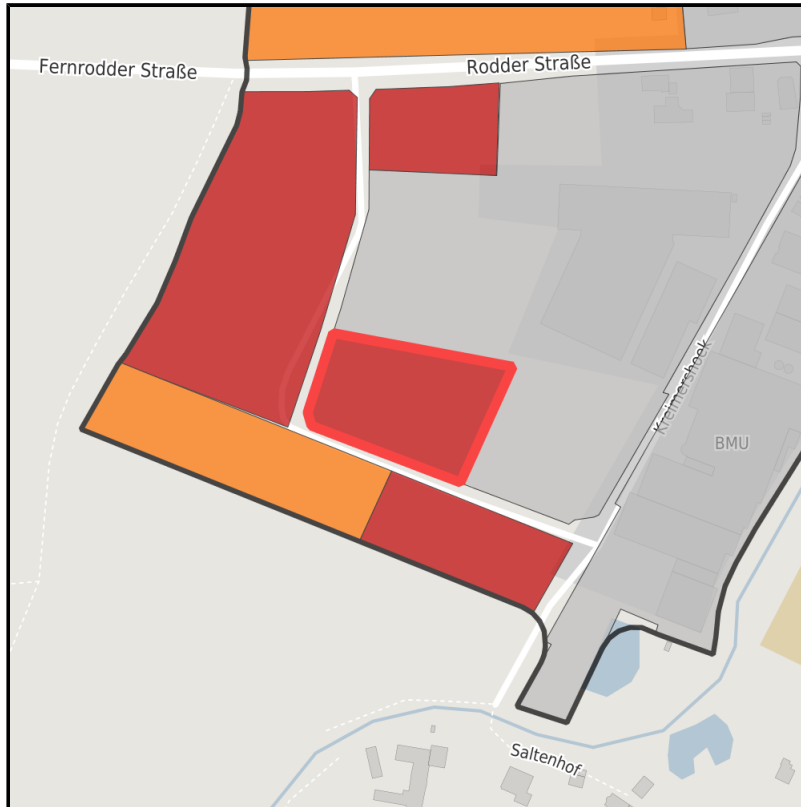 Rodder Straße
Fernrodder Straße
Kreimershoek
BMU
Saltenhof